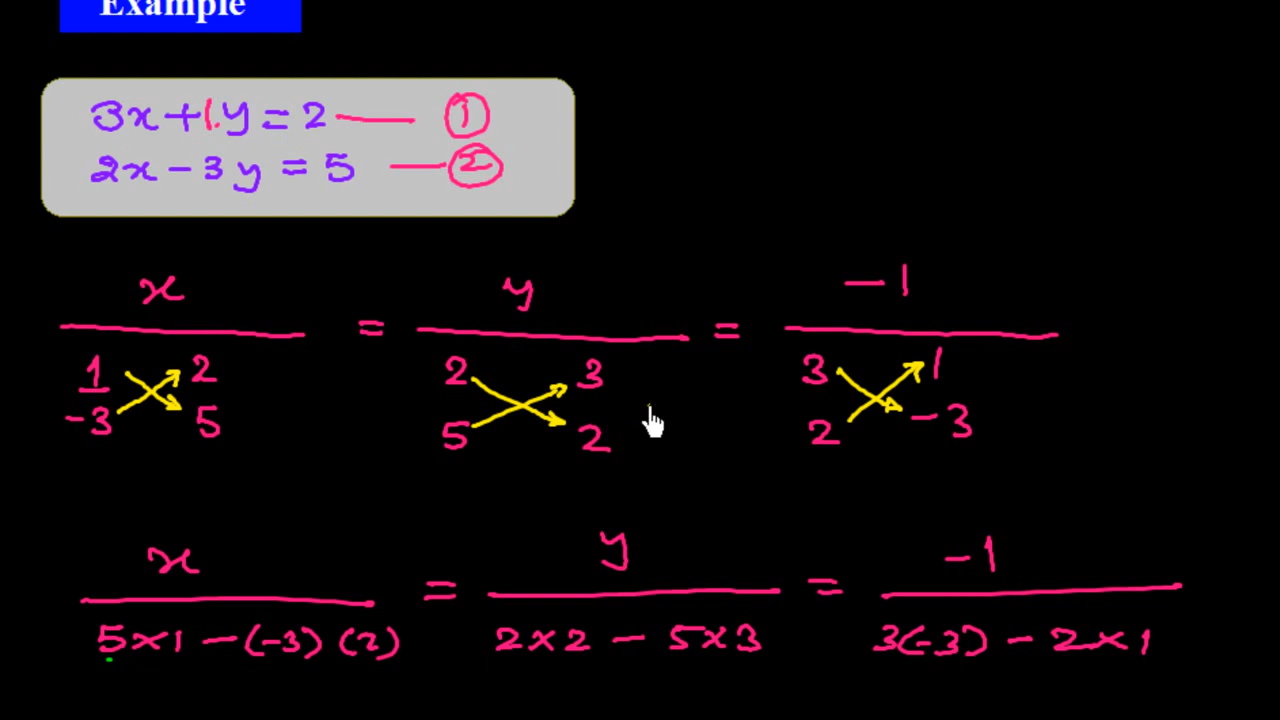 Example
3x + 1.y = 2 — ①
2x - 3y = 5 — ②
x = y = -1
1 2 2 3 3 1
-3 5 5 2 2 -3
x = y = -1
5×1 - (-3) (2) 2×2 - 5×3 3(-3) - 2×1